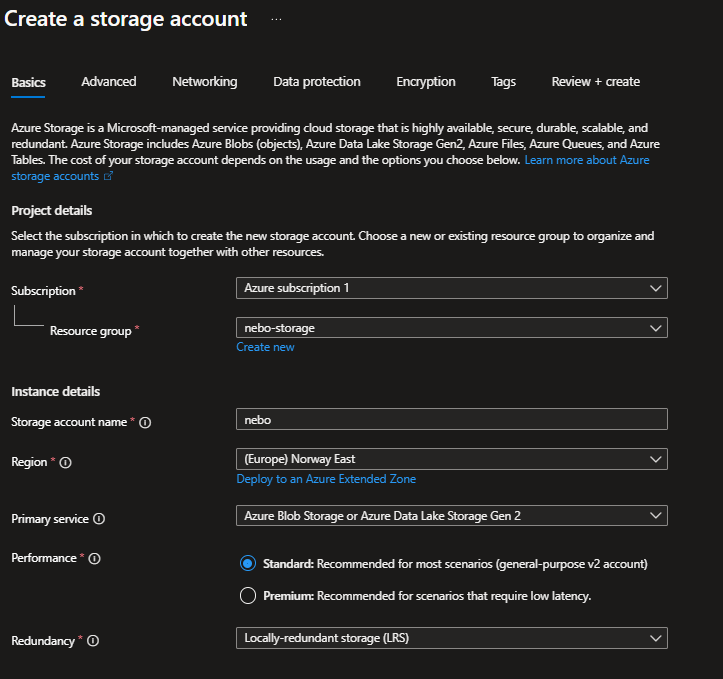 Create a storage account ...
Basics Advanced Networking Data protection Encryption Tags Review + create
Azure Storage is a Microsoft-managed service providing cloud storage that is highly available, secure, durable, scalable, and
redundant. Azure Storage includes Azure Blobs (objects), Azure Data Lake Storage Gen2, Azure Files, Azure Queues, and Azure
Tables. The cost of your storage account depends on the usage and the options you choose below. Learn more about Azure
storage accounts
Project details
Select the subscription in which to create the new storage account. Choose a new or existing resource group to organize and
manage your storage account together with other resources.
Subscription * Azure subscription 1
Resource group * nebo-storage
Create new
Instance details
Storage account name * nebo
Region * (Europe) Norway East
Deploy to an Azure Extended Zone
Primary service Azure Blob Storage or Azure Data Lake Storage Gen 2
Performance * Standard: Recommended for most scenarios (general-purpose v2 account)
Premium: Recommended for scenarios that require low latency.
Redundancy * Locally-redundant storage (LRS)